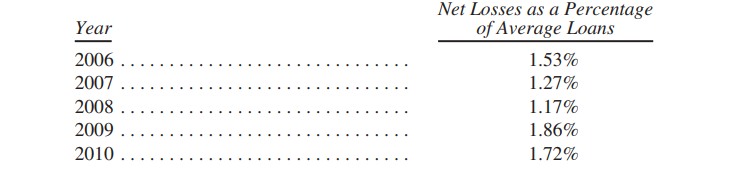 Net Losses as a Percentage
Year of Average Loans
2006 . . . . . . . . . . . . . . . . . . . . . . . . . . . . . . 1.53%
2007 . . . . . . . . . . . . . . . . . . . . . . . . . . . . . . 1.27%
2008 . . . . . . . . . . . . . . . . . . . . . . . . . . . . . . 1.17%
2009 . . . . . . . . . . . . . . . . . . . . . . . . . . . . . . 1.86%
2010 . . . . . . . . . . . . . . . . . . . . . . . . . . . . . . 1.72%